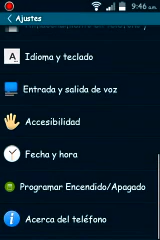 9:46 a.m.
Ajustes
Idioma y teclado
Entrada y salida de voz
Accesibilidad
Fecha y hora
Programar Encendido/Apagado
Acerca del teléfono